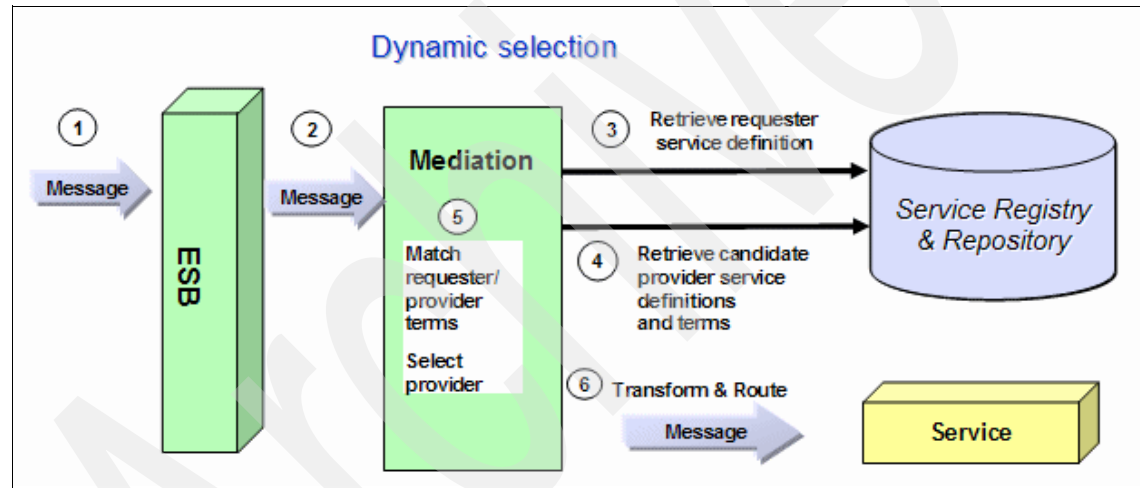 Dynamic selection
1
Message
ESB
2
Message
Mediation
5
Match
requester/
provider
terms
Select
provider
3
Retrieve requester
service definition
4
Retrieve candidate
provider service
definitions
and terms
Service Registry
& Repository
6
Transform & Route
Message
Service
Archive